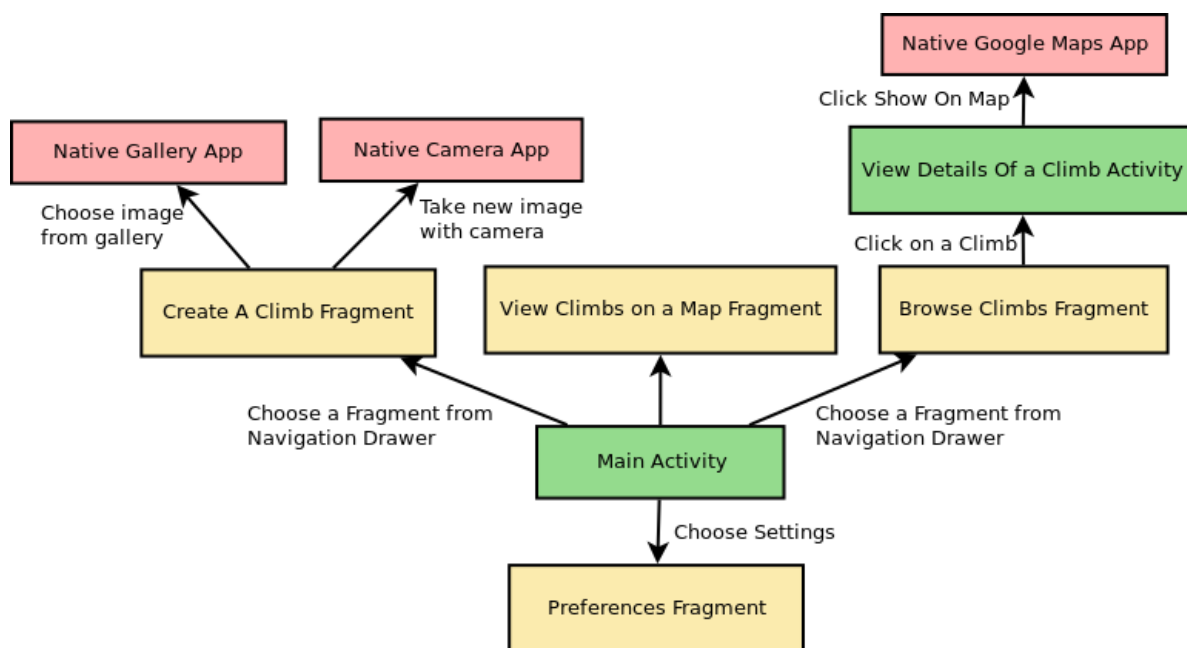 Native Google Maps App
Click Show On Map
Native Gallery App
Native Camera App
View Details Of a Climb Activity
Choose image
from gallery
Take new image
with camera
Click on a Climb
Create A Climb Fragment
View Climbs on a Map Fragment
Browse Climbs Fragment
Choose a Fragment from
Navigation Drawer
Choose a Fragment from
Navigation Drawer
Main Activity
Choose Settings
Preferences Fragment